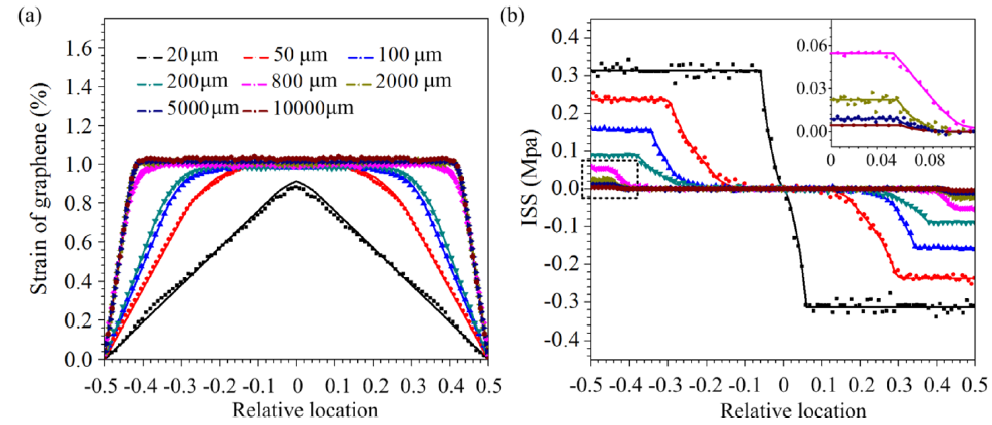 (a)
1.6
1.4
1.2
1.0
0.8
0.6
0.4
0.2
0.0
Strain of graphene (%)
20 μm 50 μm 100 μm
200μm 800 μm 2000 μm
5000μm 10000μm
-0.5 -0.4 -0.3 -0.2 -0.1 0 0.1 0.2 0.3 0.4 0.5
Relative location
(b)
0.4
0.3
0.2
0.1
0.0
-0.1
-0.2
-0.3
-0.4
ISS (Mpa)
0.06
0.03
0.00
0 0.04 0.08
-0.5 -0.4 -0.3 -0.2 -0.1 0 0.1 0.2 0.3 0.4 0.5
Relative location